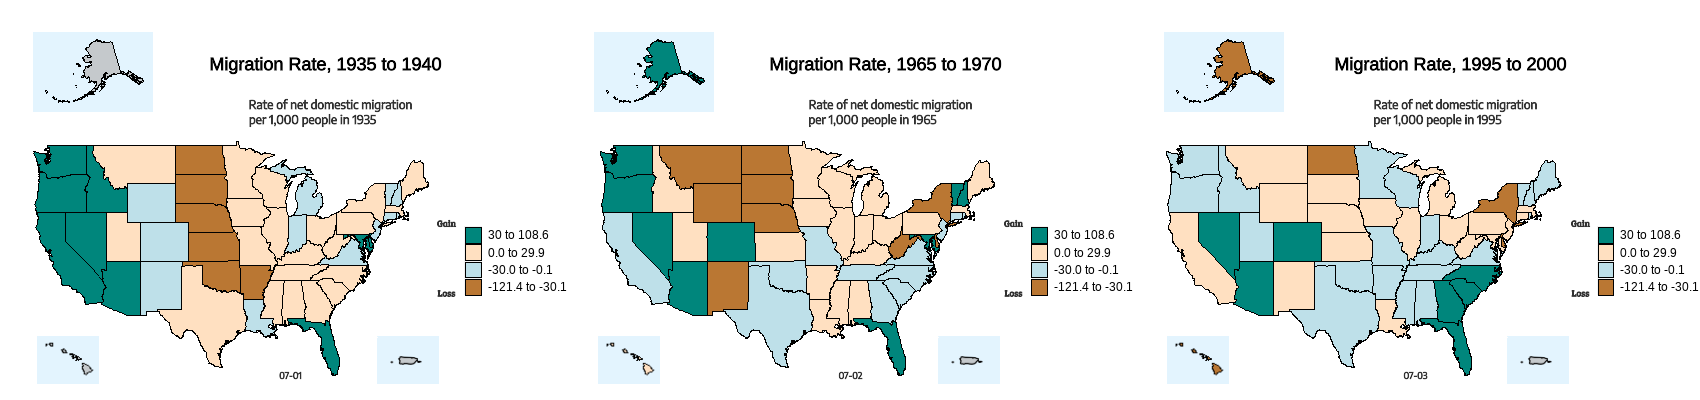 Migration Rate, 1935 to 1940
Rate of net domestic migration
per 1,000 people in 1935
Gain
30 to 108.6
0.0 to 29.9
-30.0 to -0.1
-121.4 to -30.1
Loss
07-01
Migration Rate, 1965 to 1970
Rate of net domestic migration
per 1,000 people in 1965
Gain
30 to 108.6
0.0 to 29.9
-30.0 to -0.1
-121.4 to -30.1
Loss
07-02
Migration Rate, 1995 to 2000
Rate of net domestic migration
per 1,000 people in 1995
Gain
30 to 108.6
0.0 to 29.9
-30.0 to -0.1
-121.4 to -30.1
Loss
07-03